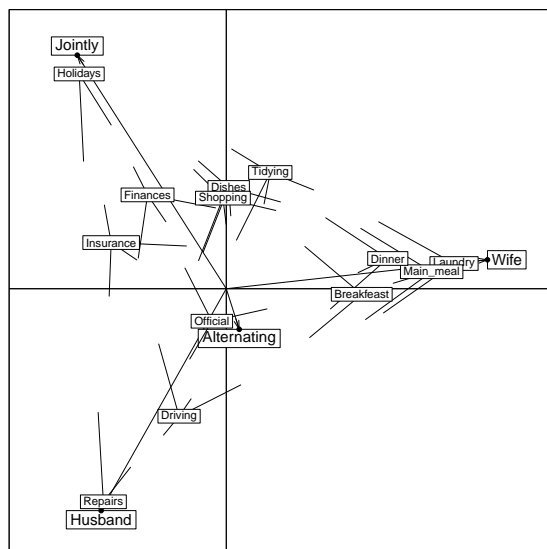 Jointly
Holidays
Tidying
Dishes
Shopping
Finances
Insurance
Dinner
Laundry
Wife
Main_meal
Breakfeast
Official
Alternating
Driving
Repairs
Husband